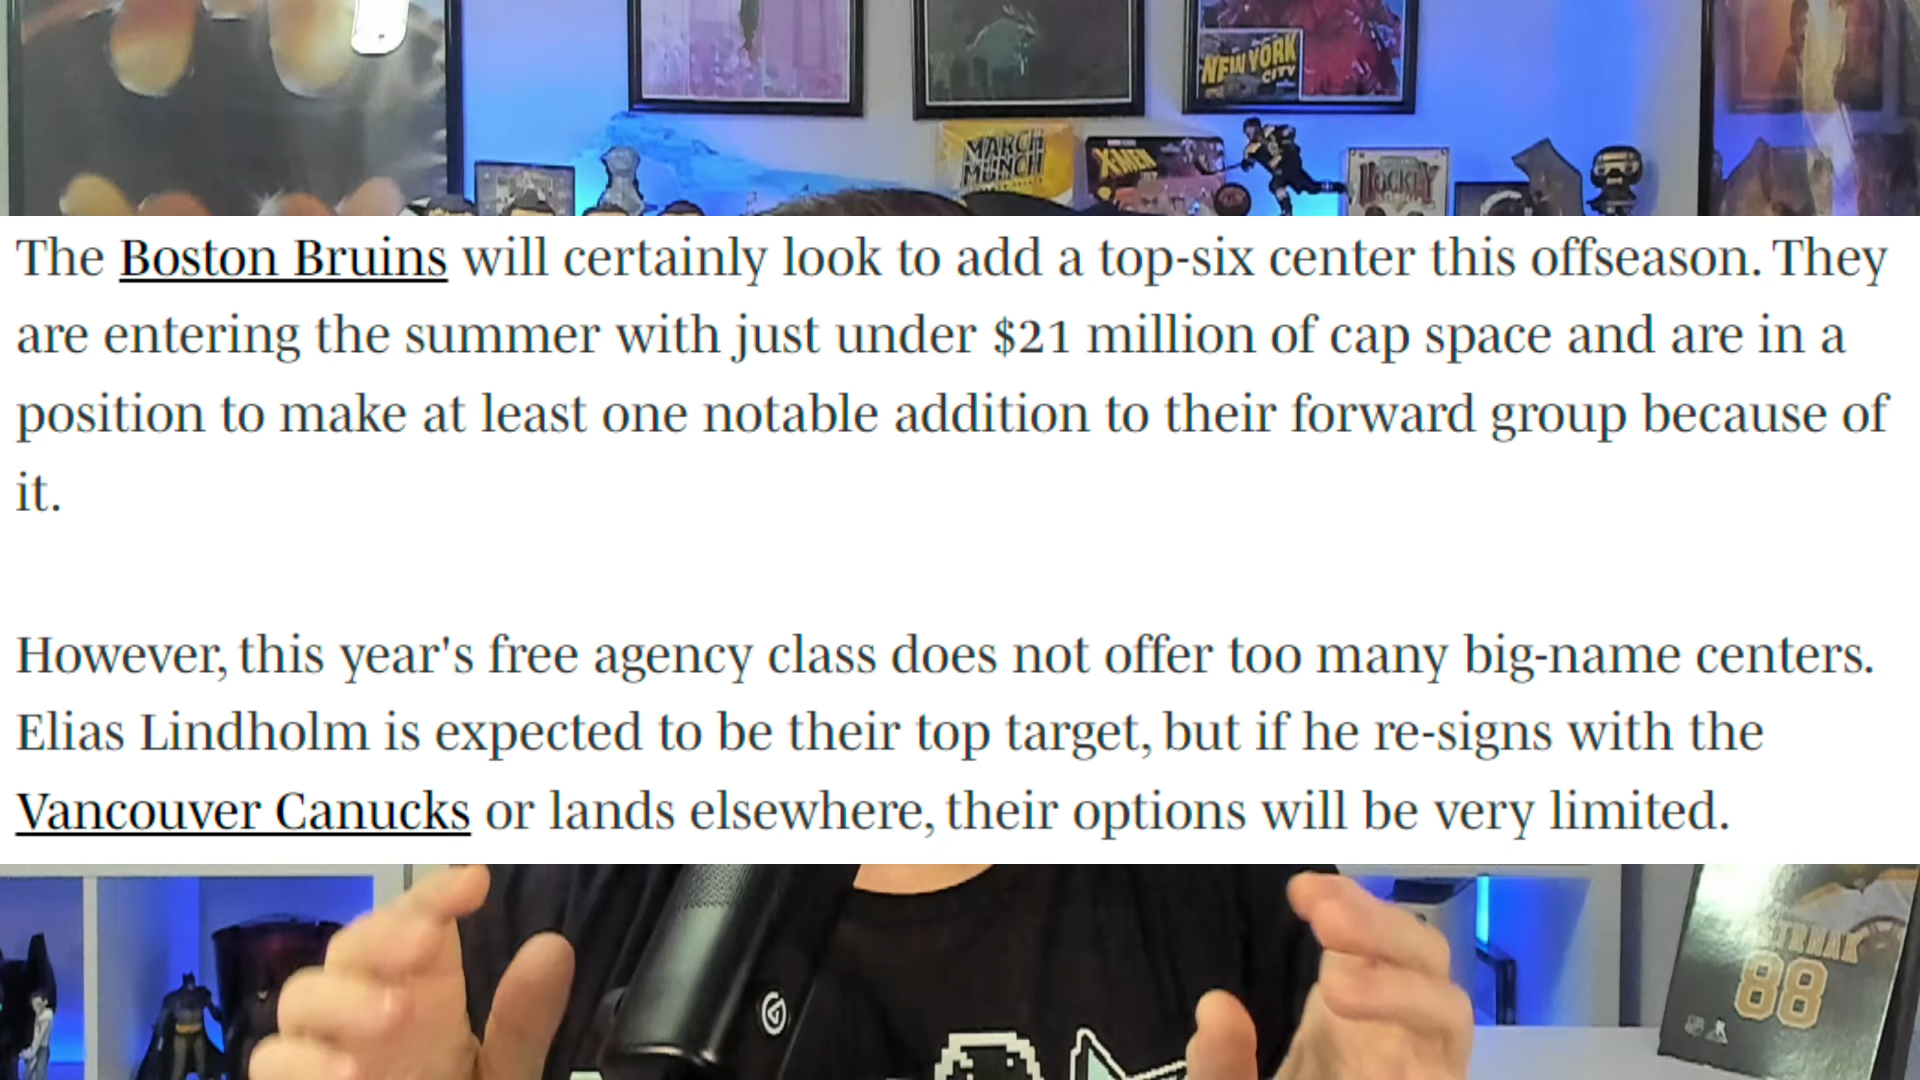 NEW YORK
CITY
MARCH
MUNCH
X-MEN
HOCKEY
The Boston Bruins will certainly look to add a top-six center this offseason. They
are entering the summer with just under $21 million of cap space and are in a
position to make at least one notable addition to their forward group because of
it.
However, this year's free agency class does not offer too many big-name centers.
Elias Lindholm is expected to be their top target, but if he re-signs with the
Vancouver Canucks or lands elsewhere, their options will be very limited.
88